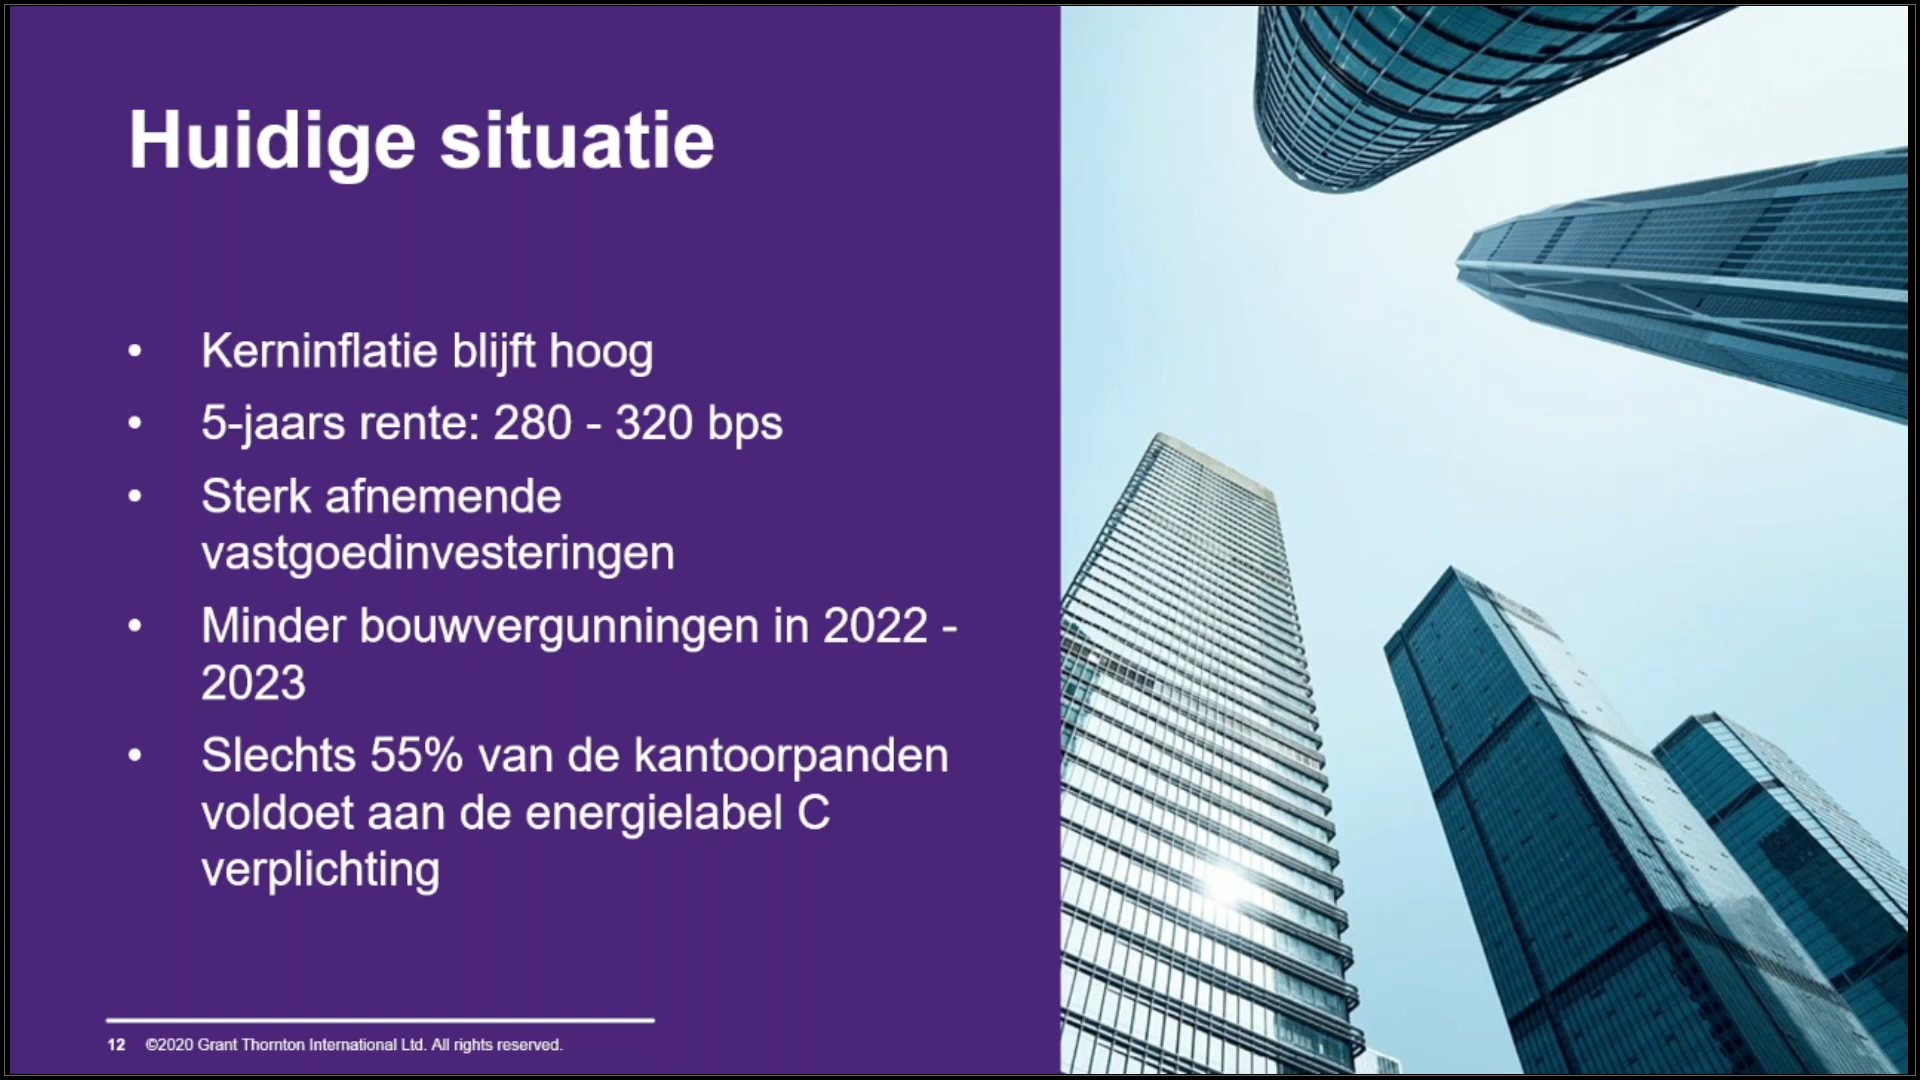 Huidige situatie
• Kerninflatie blijft hoog
• 5-jaars rente: 280 - 320 bps
• Sterk afnemende
vastgoedinvesteringen
• Minder bouwvergunningen in 2022 -
2023
• Slechts 55% van de kantoorpanden
voldoet aan de energielabel C
verplichting
12 ©2020 Grant Thornton International Ltd. All rights reserved.